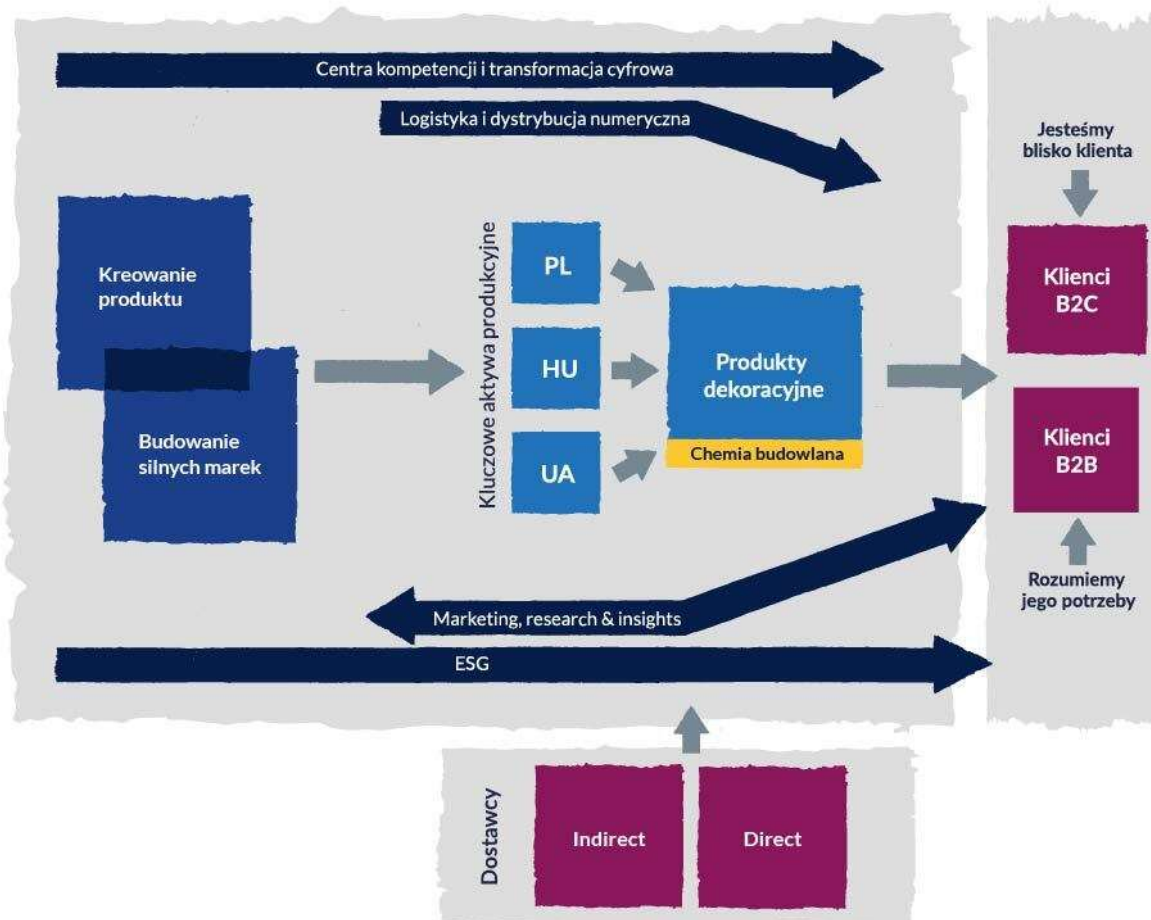 Centra kompetencji i transformacja cyfrowa
Logistyka i dystrybucja numeryczna
Jesteśmy
blisko klienta
Kreowanie
produktu
Budowanie
silnych marek
Kluczowe aktywa produkcyjne
PL
HU
UA
Produkty
dekoracyjne
Chemia budowlana
Klienci
B2C
Klienci
B2B
Rozumiemy
jego potrzeby
Marketing, research & insights
ESG
Dostawcy
Indirect
Direct